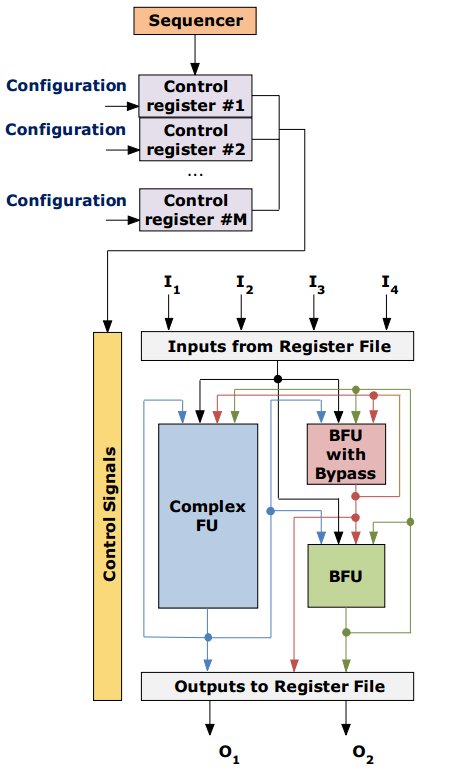 Sequencer
Configuration
Control
register #1
Configuration
Control
register #2
...
Configuration
Control
register #M
I1 I2 I3 I4
Inputs from Register File
Control Signals
Complex
FU
BFU
with
Bypass
BFU
Outputs to Register File
O1 O2